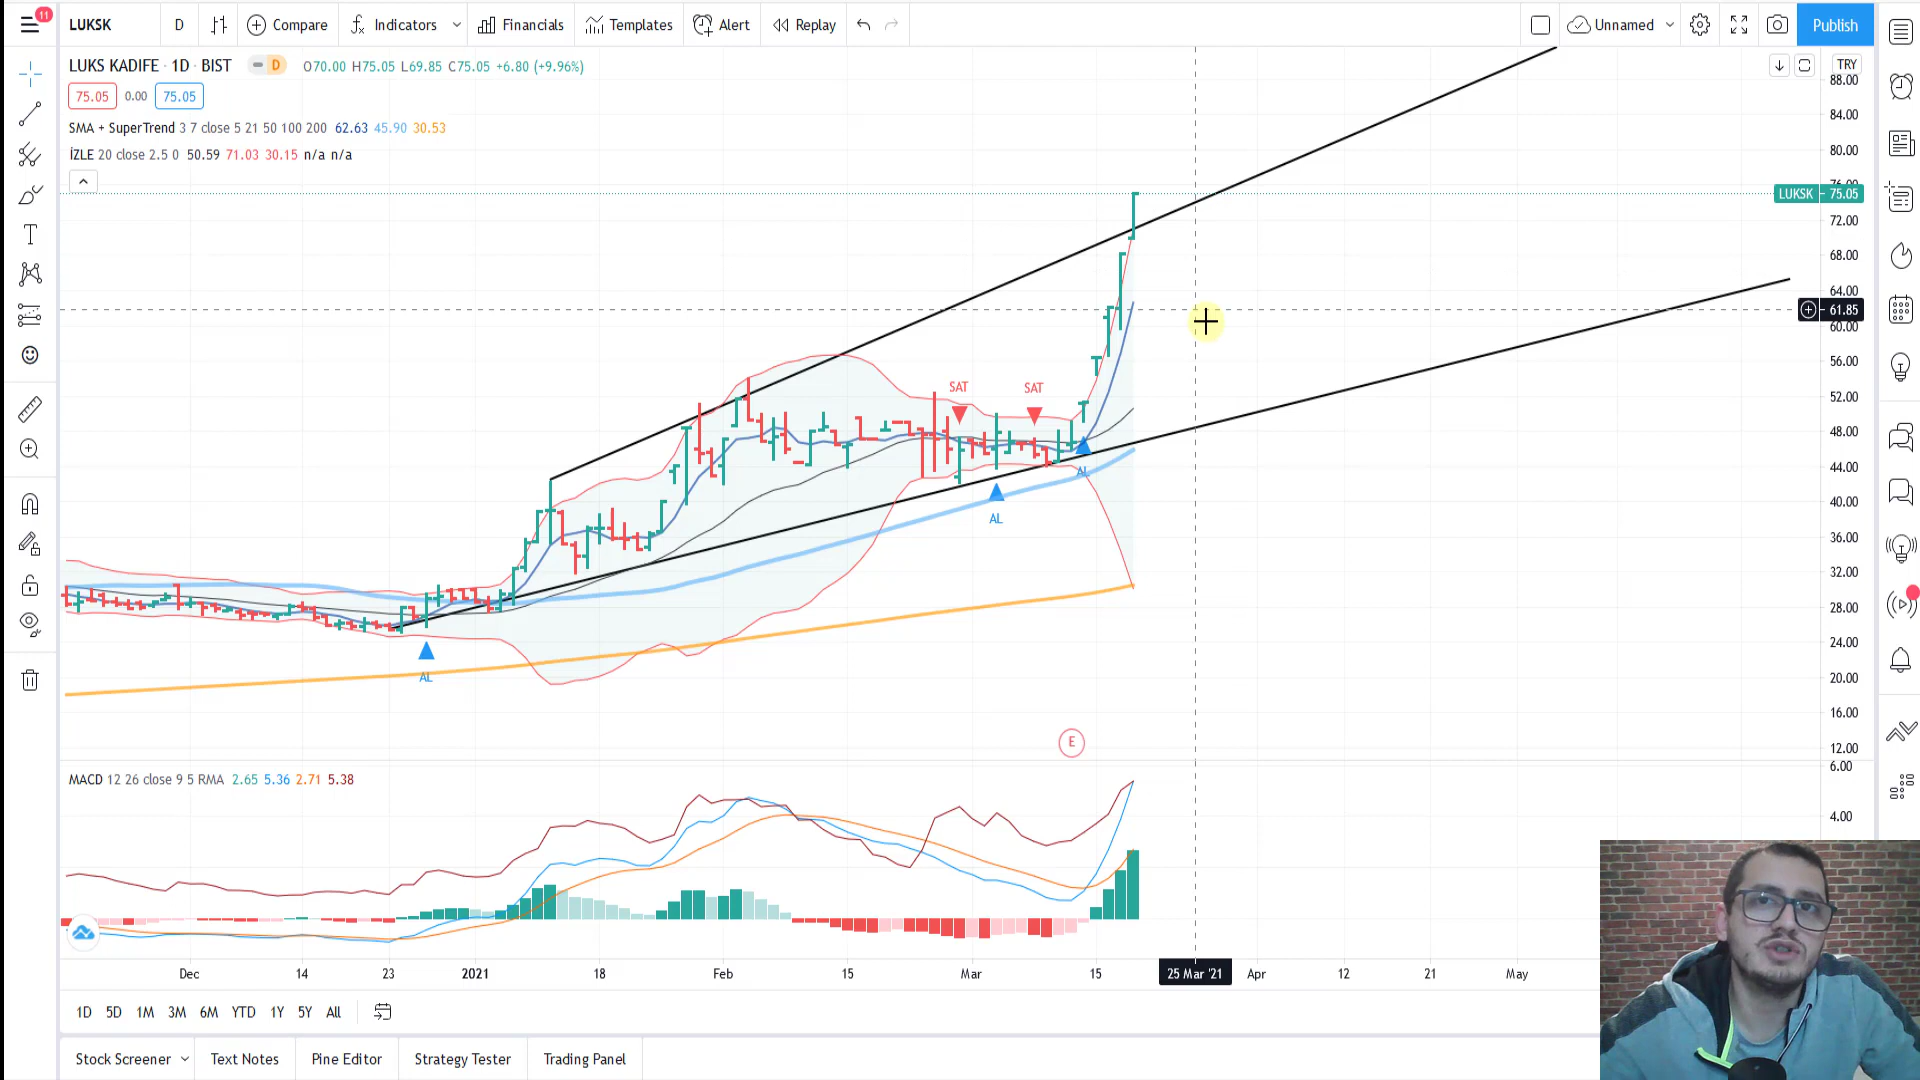 11
LUKSK D Compare Indicators Financials Templates Alert Replay Unnamed Publish
LUKS KADIFE · 1D · BIST D O70.00 H75.05 L69.85 C75.05 +6.80 (+9.96%)
TRY
75.05 0.00 75.05
SMA + SuperTrend 3 7 close 5 21 50 100 200 62.63 45.90 30.53
İZLE 20 close 2.5 0 50.59 71.03 30.15 n/a n/a
88.00
84.00
80.00
76.00
LUKSK 75.05
72.00
68.00
64.00
61.85
60.00
56.00
52.00
48.00
44.00
40.00
36.00
32.00
28.00
24.00
20.00
16.00
12.00
SAT
SAT
AL
AL
AL
E
MACD 12 26 close 9 5 RMA 2.65 5.36 2.71 5.38
6.00
4.00
Dec 14 23 2021 18 Feb 15 Mar 15 25 Mar '21 Apr 12 21 May
1D 5D 1M 3M 6M YTD 1Y 5Y All
Stock Screener Text Notes Pine Editor Strategy Tester Trading Panel